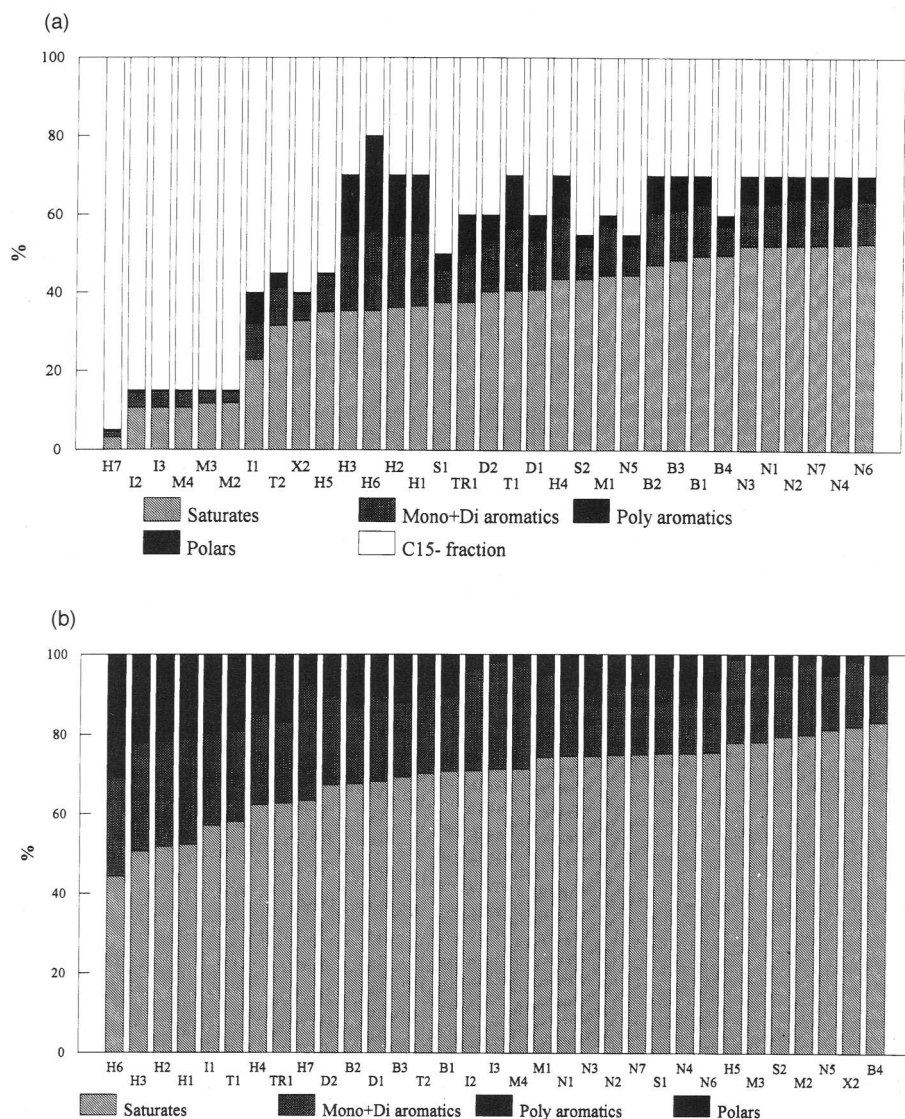 (a)
100
80
60
40
20
0
%
H7 I3 M3 I1 X2 H3 H2 S1 D2 D1 S2 N5 B3 B4 N1 N7 N6
I2 M4 M2 T2 H5 H6 H1 TR1 T1 H4 M1 B2 B1 N3 N2 N4
Saturates Mono+Di aromatics Poly aromatics
Polars C15- fraction
(b)
100
80
60
40
20
0
%
H6 H2 I1 H4 H7 B2 B3 B1 I3 M1 N3 N7 N4 H5 S2 N5 B4
H3 H1 T1 TR1 D2 D1 T2 I2 M4 N1 N2 S1 N6 M3 M2 X2
Saturates Mono+Di aromatics Poly aromatics Polars